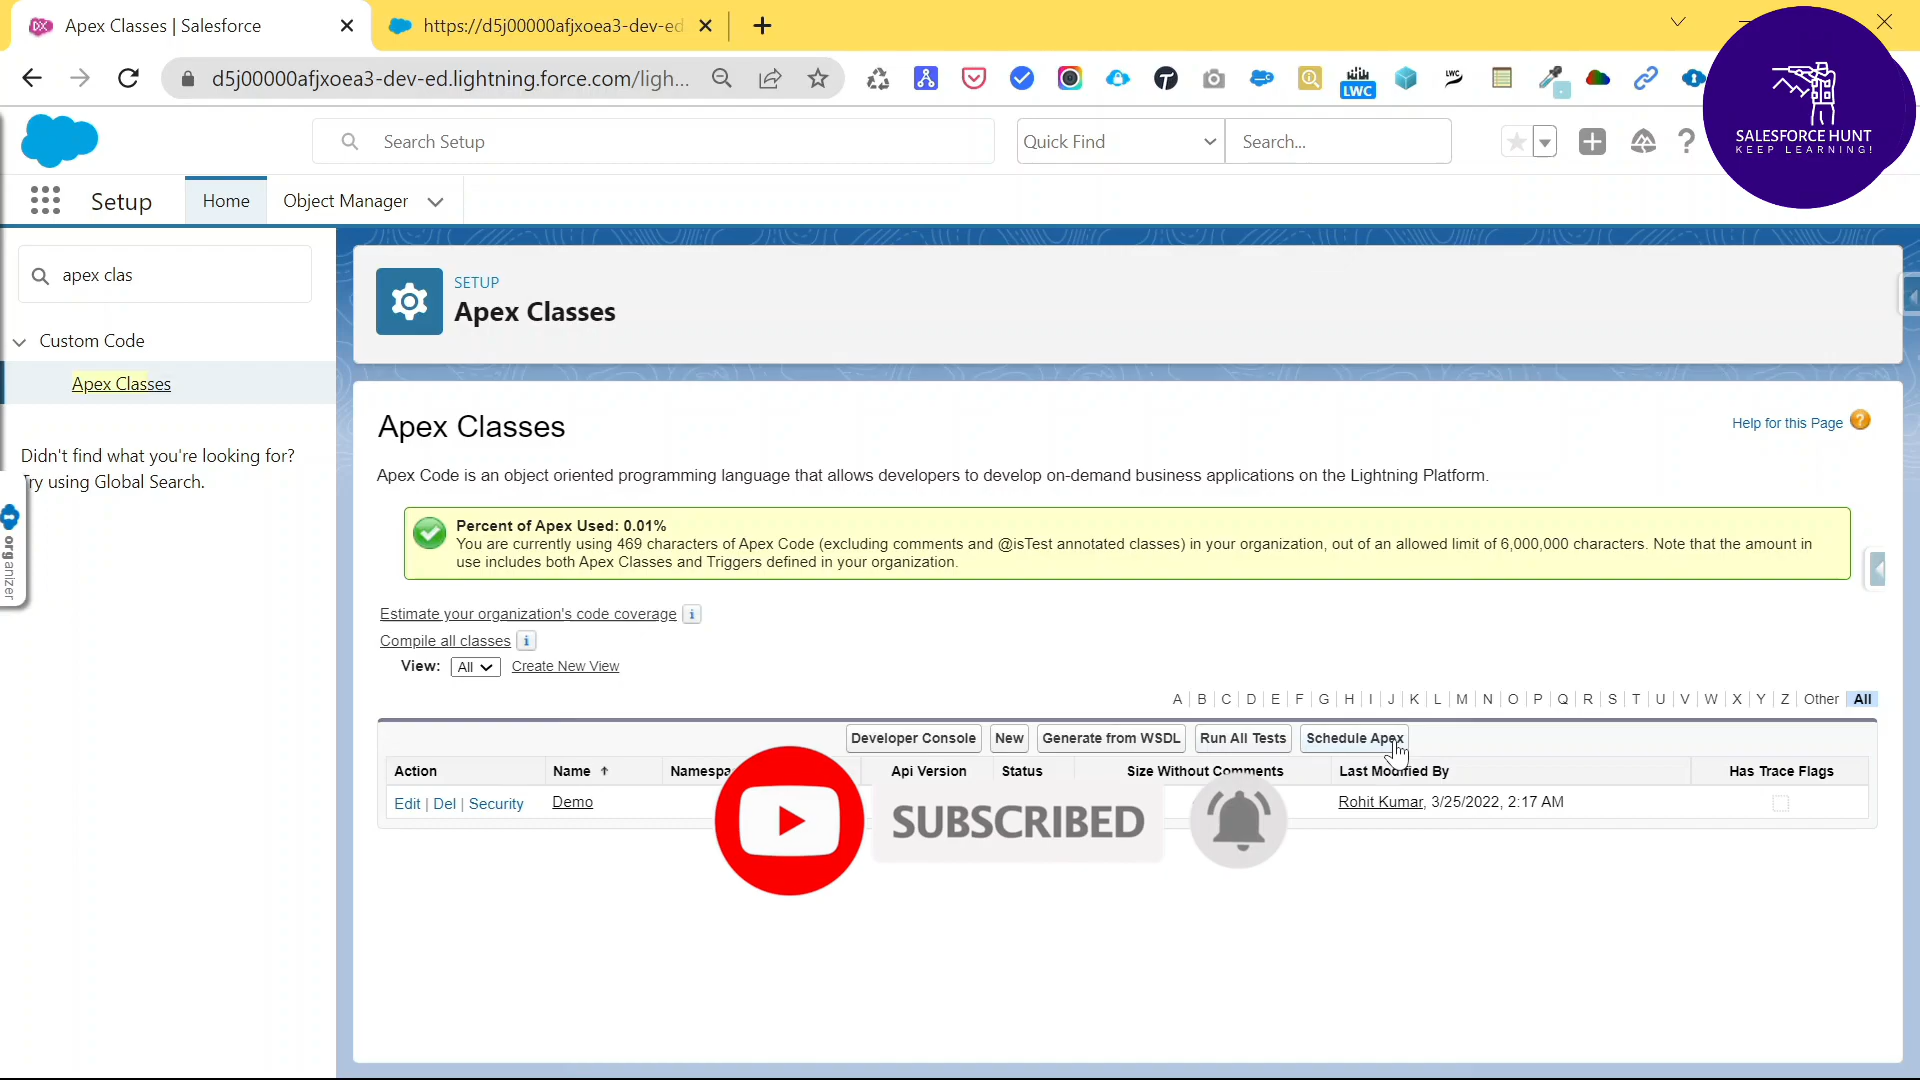 Apex Classes | Salesforce
https://d5j00000afjxoea3-dev-ed
d5j00000afjxoea3-dev-ed.lightning.force.com/ligh...
LWC
LWC
SALESFORCE HUNT
KEEP LEARNING!
Search Setup
Quick Find
Search...
Setup
Home
Object Manager
apex clas
Custom Code
Apex Classes
Didn't find what you're looking for?
ry using Global Search.
organizer
SETUP
Apex Classes
Apex Classes
Help for this Page
Apex Code is an object oriented programming language that allows developers to develop on-demand business applications on the Lightning Platform.
Percent of Apex Used: 0.01%
You are currently using 469 characters of Apex Code (excluding comments and @isTest annotated classes) in your organization, out of an allowed limit of 6,000,000 characters. Note that the amount in
use includes both Apex Classes and Triggers defined in your organization.
Estimate your organization's code coverage
Compile all classes
View: All Create New View
A | B | C | D | E | F | G | H | I | J | K | L | M | N | O | P | Q | R | S | T | U | V | W | X | Y | Z | Other | All
Developer Console New Generate from WSDL Run All Tests Schedule Apex
Action Name Namespa Api Version Status Size Without Comments Last Modified By Has Trace Flags
Edit | Del | Security Demo Rohit Kumar, 3/25/2022, 2:17 AM
SUBSCRIBED